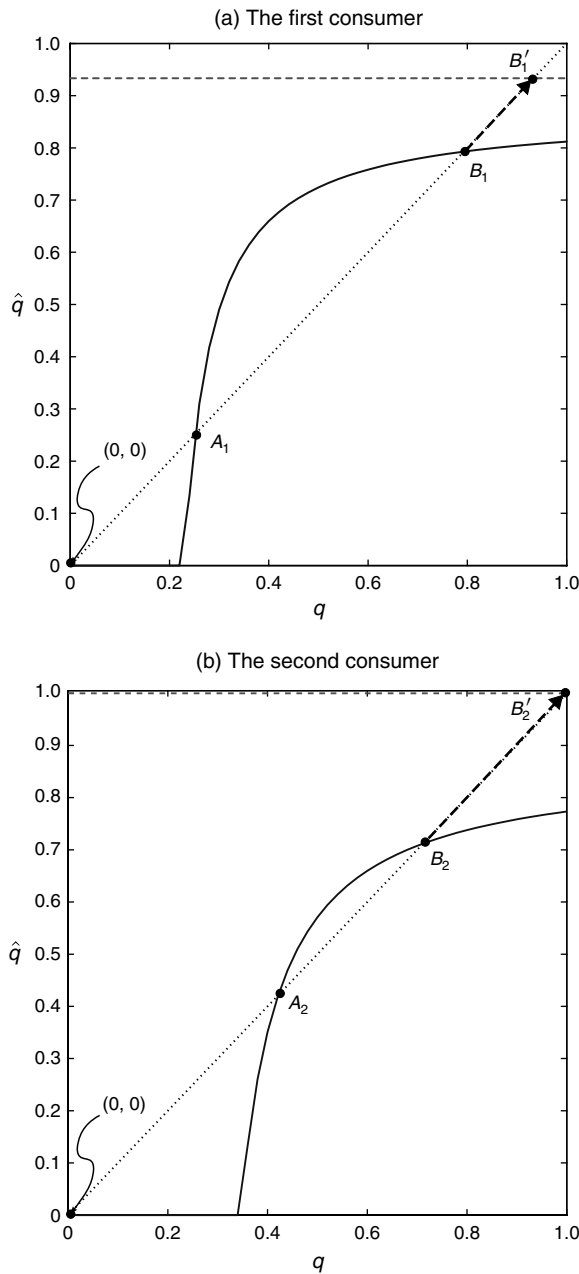 (a) The first consumer
1.0
B₁′
0.9
0.8
B₁
0.7
0.6
q̂
0.5
0.4
0.3
A₁
(0, 0)
0.2
0.1
0
0 0.2 0.4 0.6 0.8 1.0
q
(b) The second consumer
1.0
B₂′
0.9
0.8
0.7
B₂
0.6
q̂
0.5
0.4
A₂
0.3
(0, 0)
0.2
0.1
0
0 0.2 0.4 0.6 0.8 1.0
q